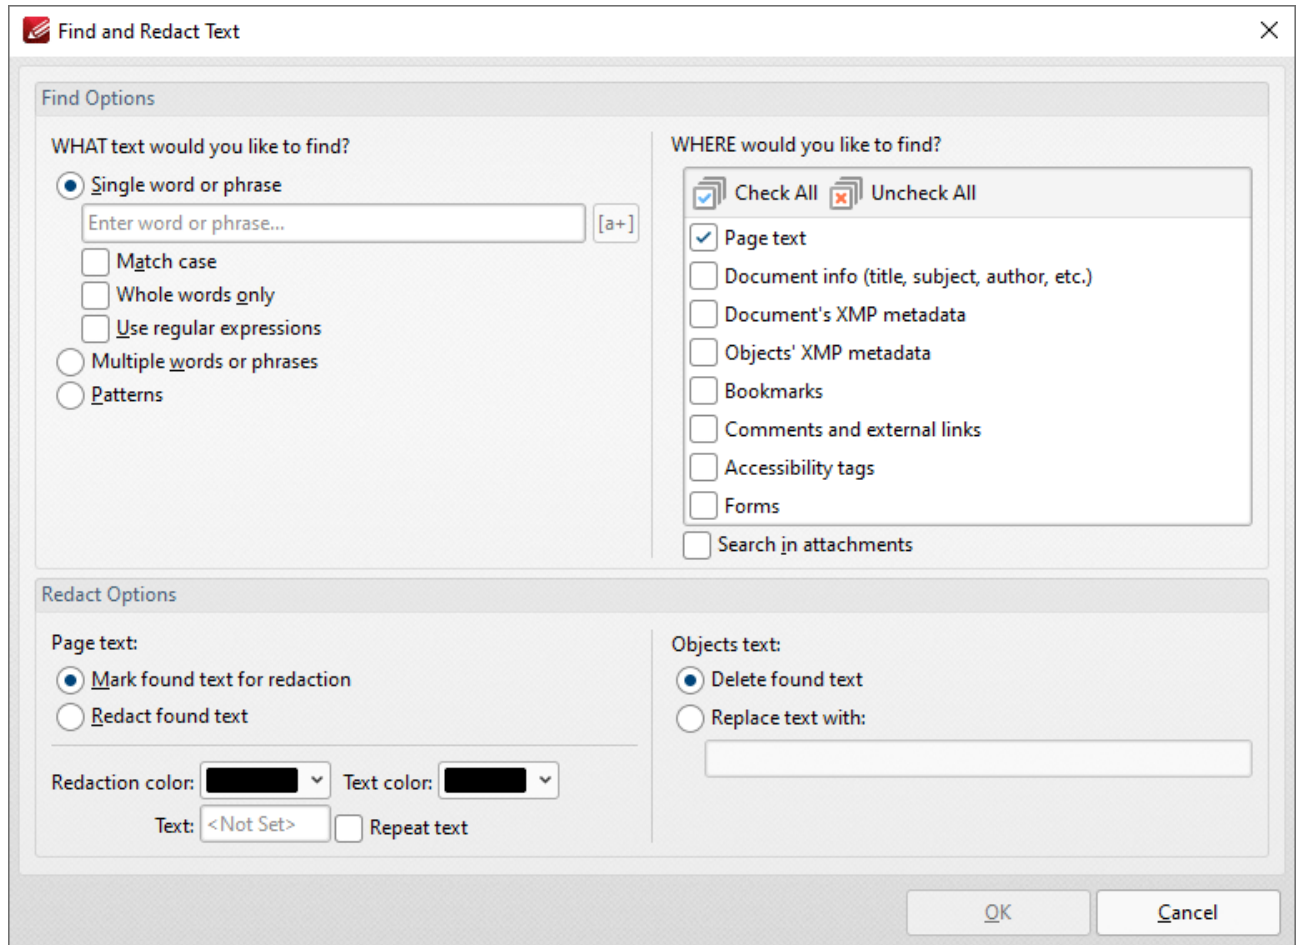 Find and Redact Text
Find Options
WHAT text would you like to find?
Single word or phrase
Enter word or phrase...
[a+]
Match case
Whole words only
Use regular expressions
Multiple words or phrases
Patterns
WHERE would you like to find?
Check All Uncheck All
Page text
Document info (title, subject, author, etc.)
Document's XMP metadata
Objects' XMP metadata
Bookmarks
Comments and external links
Accessibility tags
Forms
Search in attachments
Redact Options
Page text:
Mark found text for redaction
Redact found text
Redaction color: Text color:
Text: <Not Set> Repeat text
Objects text:
Delete found text
Replace text with:
OK Cancel